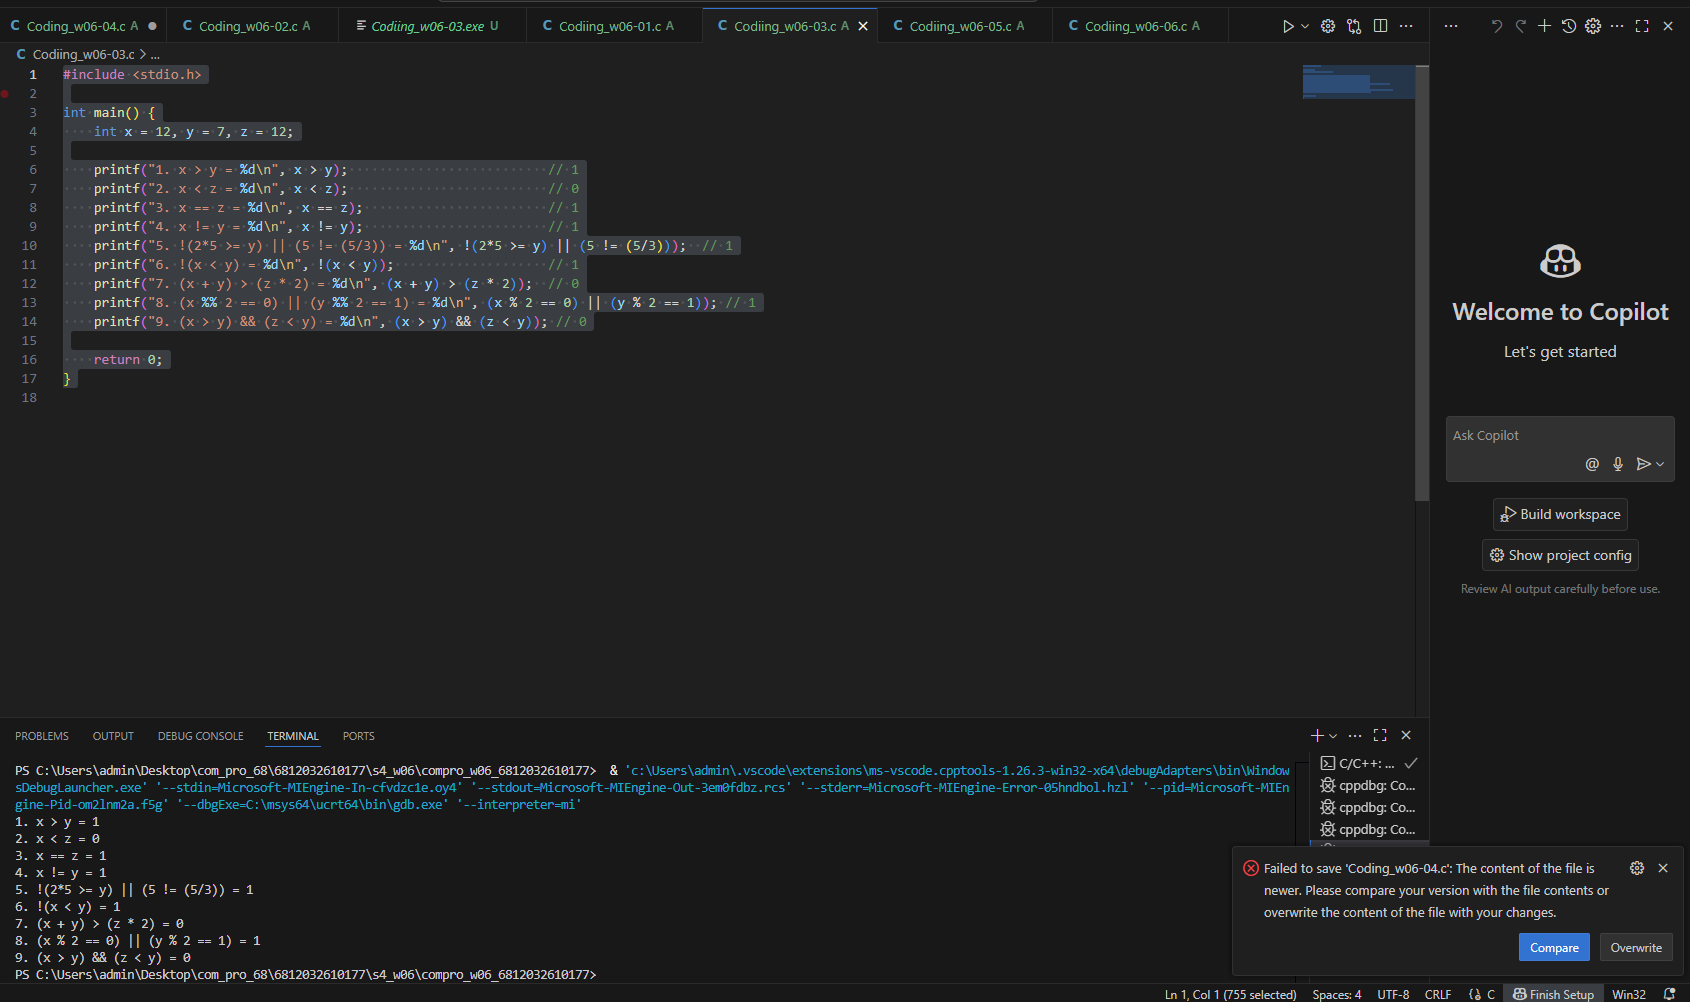 C Coding_w06-04.c A
C Coding_w06-02.c A
Codiing_w06-03.exe U
C Codiing_w06-01.c A
C Codiing_w06-03.c A
C Codiing_w06-05.c A
C Codiing_w06-06.c A
C Codiing_w06-03.c > ...
1 #include <stdio.h>
2
3 int main() {
4     int x = 12, y = 7, z = 12;
5
6     printf("1. x > y = %d\n", x > y);                          // 1
7     printf("2. x < z = %d\n", x < z);                          // 0
8     printf("3. x == z = %d\n", x == z);                        // 1
9     printf("4. x != y = %d\n", x != y);                        // 1
10     printf("5. !(2*5 >= y) || (5 != (5/3)) = %d\n", !(2*5 >= y) || (5 != (5/3)));  // 1
11     printf("6. !(x < y) = %d\n", !(x < y));                    // 1
12     printf("7. (x + y) > (z * 2) = %d\n", (x + y) > (z * 2));  // 0
13     printf("8. (x %% 2 == 0) || (y %% 2 == 1) = %d\n", (x % 2 == 0) || (y % 2 == 1)); // 1
14     printf("9. (x > y) && (z < y) = %d\n", (x > y) && (z < y)); // 0
15
16     return 0;
17 }
18
Welcome to Copilot
Let's get started
Ask Copilot
@
Build workspace
Show project config
Review AI output carefully before use.
PROBLEMS OUTPUT DEBUG CONSOLE TERMINAL PORTS
PS C:\Users\admin\Desktop\com_pro_68\6812032610177\s4_w06\compro_w06_6812032610177>  & 'c:\Users\admin\.vscode\extensions\ms-vscode.cpptools-1.26.3-win32-x64\debugAdapters\bin\Window
sDebugLauncher.exe' '--stdin=Microsoft-MIEngine-In-cfvdzc1e.oy4' '--stdout=Microsoft-MIEngine-Out-3em0fdbz.rcs' '--stderr=Microsoft-MIEngine-Error-05hndbol.hzl' '--pid=Microsoft-MIEn
gine-Pid-om2lnm2a.f5g' '--dbgExe=C:\msys64\ucrt64\bin\gdb.exe' '--interpreter=mi'
1. x > y = 1
2. x < z = 0
3. x == z = 1
4. x != y = 1
5. !(2*5 >= y) || (5 != (5/3)) = 1
6. !(x < y) = 1
7. (x + y) > (z * 2) = 0
8. (x % 2 == 0) || (y % 2 == 1) = 1
9. (x > y) && (z < y) = 0
PS C:\Users\admin\Desktop\com_pro_68\6812032610177\s4_w06\compro_w06_6812032610177>
C/C++: ...
cppdbg: Co...
cppdbg: Co...
cppdbg: Co...
Failed to save 'Coding_w06-04.c': The content of the file is
newer. Please compare your version with the file contents or
overwrite the content of the file with your changes.
Compare Overwrite
Ln 1, Col 1 (755 selected) Spaces: 4 UTF-8 CRLF C Finish Setup Win32